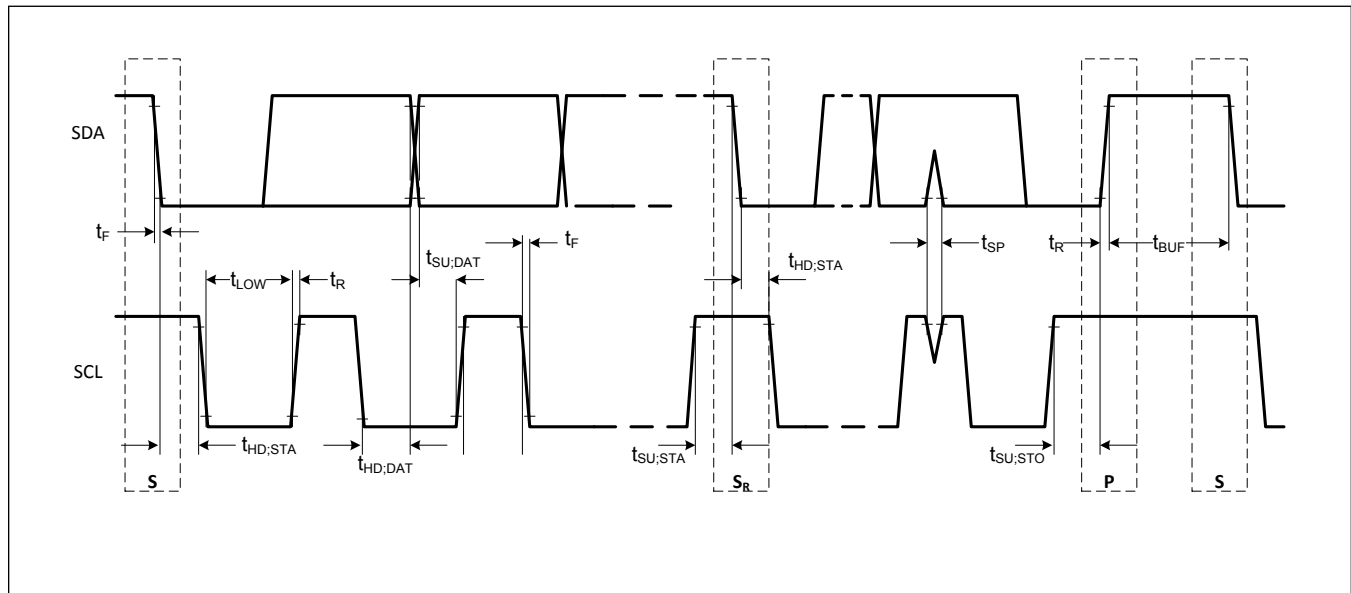 SDA
tF
tLOW
tR
tSU;DAT
tF
tHD;STA
tSP
tR
tBUF
SCL
tHD;STA
tHD;DAT
tSU;STA
tSU;STO
S
SR
P
S